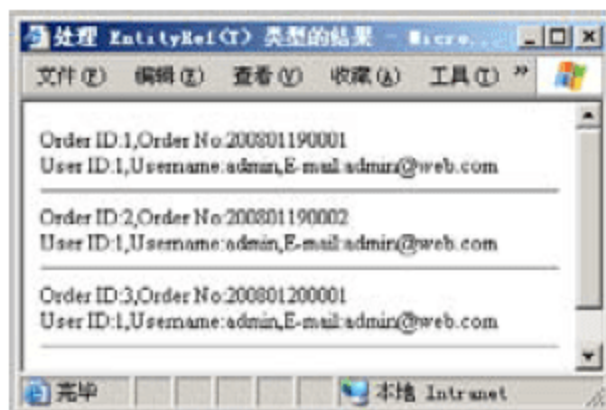 处理 EntityRef(T) 类型的结果 - Micro...
文件(F) 编辑(E) 查看(V) 收藏(A) 工具(T) »
Order ID:1,Order No:200801190001
User ID:1,Username:admin,E-mail:admin@web.com
Order ID:2,Order No:200801190002
User ID:1,Username:admin,E-mail:admin@web.com
Order ID:3,Order No:200801200001
User ID:1,Username:admin,E-mail:admin@web.com
完毕 本地 Intranet